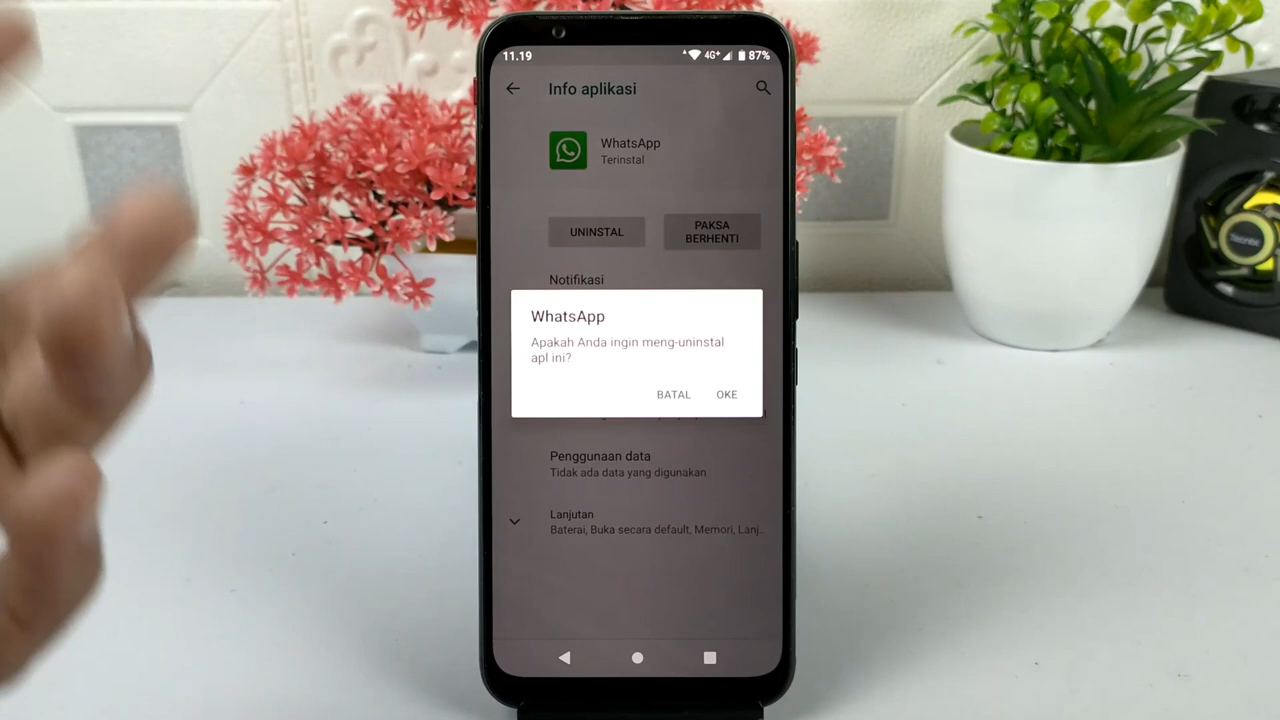 11.19
4G+
87%
Info aplikasi
WhatsApp
Terinstal
UNINSTAL
PAKSA
BERHENTI
Notifikasi
WhatsApp
Apakah Anda ingin meng-uninstal
apl ini?
BATAL
OKE
Penggunaan data
Tidak ada data yang digunakan
Lanjutan
Baterai, Buka secara default, Memori, Lanj..